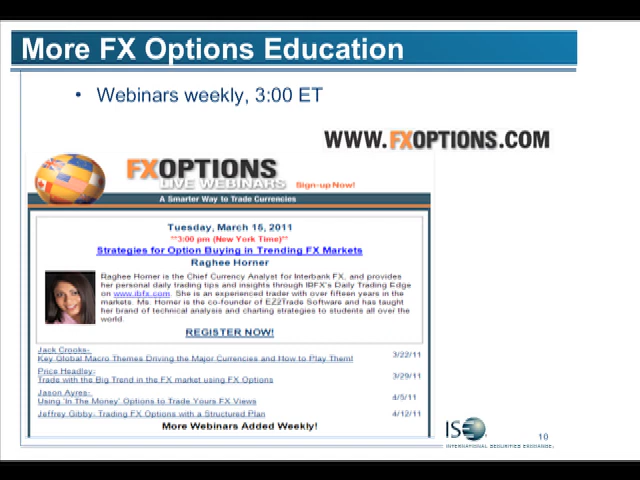 More FX Options Education
• Webinars weekly, 3:00 ET
WWW.FXOPTIONS.COM
FXOPTIONS
LIVE WEBINARS Sign-up Now!
A Smarter Way to Trade Currencies
Tuesday, March 15, 2011
**3:00 pm (New York Time)**
Strategies for Option Buying in Trending FX Markets
Raghee Horner
Raghee Horner is the Chief Currency Analyst for Interbank FX, and provides
her personal daily trading tips and insights through IBFX's Daily Trading Edge
on www.ibfx.com. She is an experienced trader with over fifteen years in the
markets. Ms. Horner is the co-founder of EZ2Trade Software and has taught
her brand of technical analysis and charting strategies to students all over the
world.
REGISTER NOW!
Jack Crooks-
Key Global Macro Themes Driving the Major Currencies and How to Play Them! 3/22/11
Price Headley:
Trade with the Big Trend in the FX market using FX Options 3/29/11
Jason Ayres-
Using 'In The Money' Options to Trade Yours FX Views 4/5/11
Jeffrey Gibby- Trading FX Options with a Structured Plan 4/12/11
More Webinars Added Weekly!
ISE
INTERNATIONAL SECURITIES EXCHANGE
10